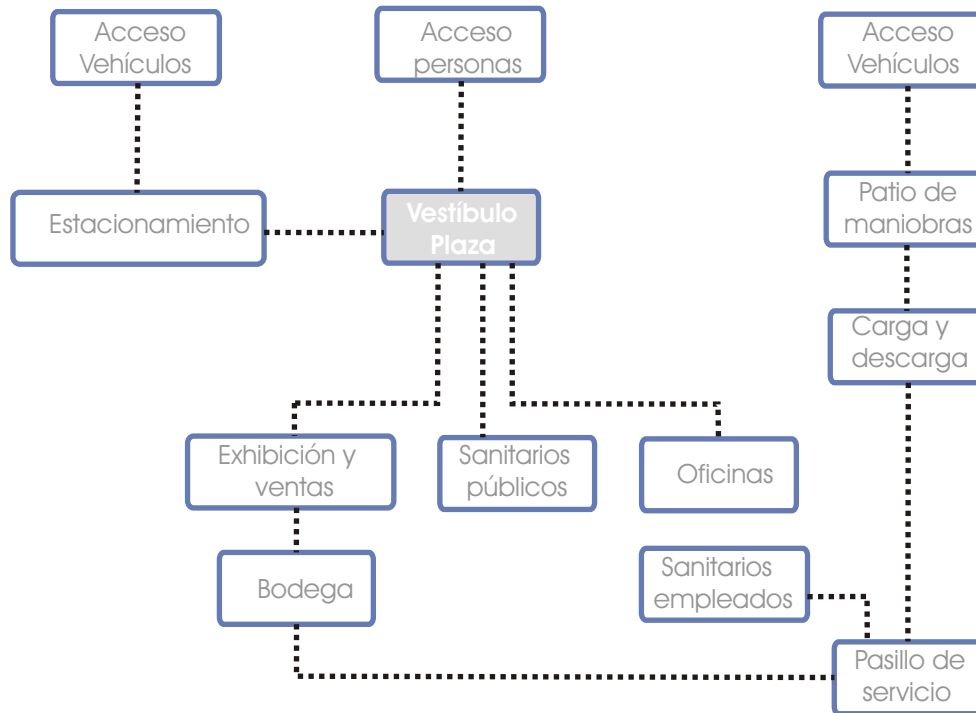 Acceso
Vehículos
Acceso
personas
Acceso
Vehículos
Estacionamiento
Vestíbulo
Plaza
Patio de
maniobras
Carga y
descarga
Exhibición y
ventas
Sanitarios
públicos
Oficinas
Bodega
Sanitarios
empleados
Pasillo de
servicio